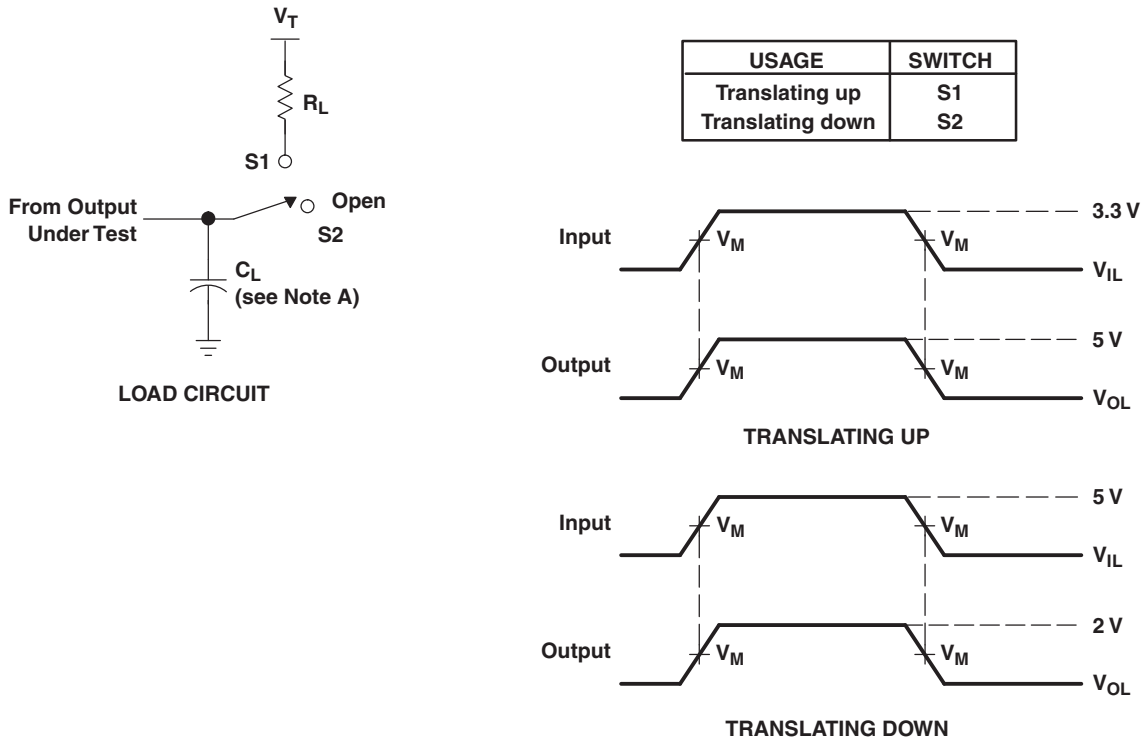 V_T
R_L
S1
From Output
Under Test
Open
S2
C_L
(see Note A)
LOAD CIRCUIT
USAGE SWITCH
Translating up S1
Translating down S2
3.3 V
Input V_M V_M
V_IL
5 V
Output V_M V_M
V_OL
TRANSLATING UP
5 V
Input V_M V_M
V_IL
2 V
Output V_M V_M
V_OL
TRANSLATING DOWN